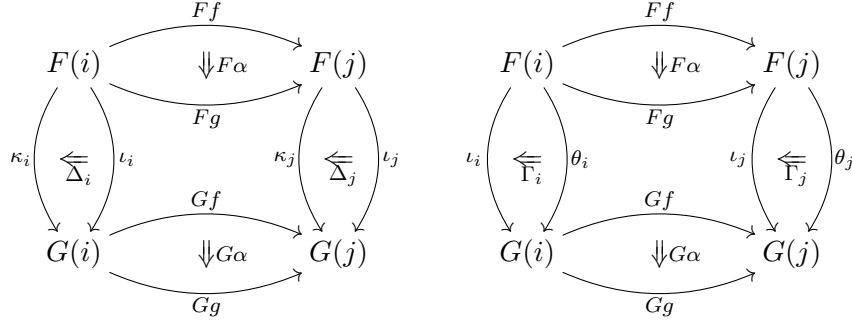 Ff Ff
F(i) ⇓Fα F(j) F(i) ⇓Fα F(j)
Fg Fg
κ_i ⇐ ι_i κ_j ⇐ ι_j ι_i ⇐ θ_i ι_j ⇐ θ_j
Δ_i Δ_j Γ_i Γ_j
Gf Gf
G(i) ⇓Gα G(j) G(i) ⇓Gα G(j)
Gg Gg